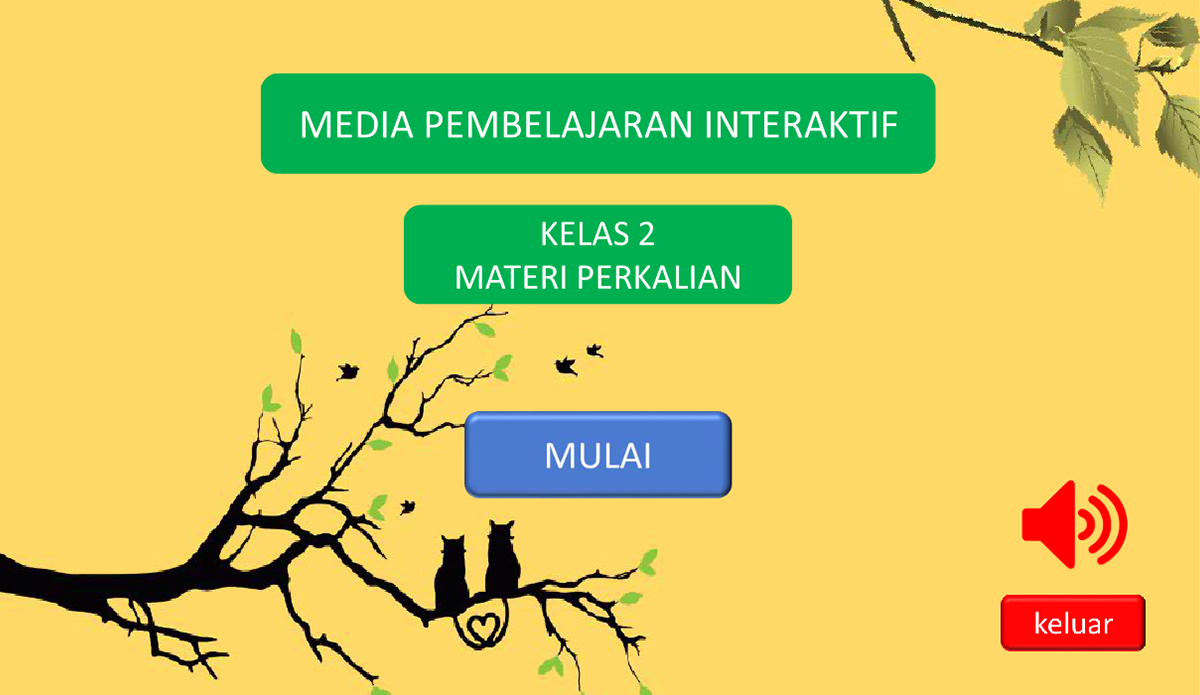 MEDIA PEMBELAJARAN INTERAKTIF
KELAS 2
MATERI PERKALIAN
MULAI
keluar